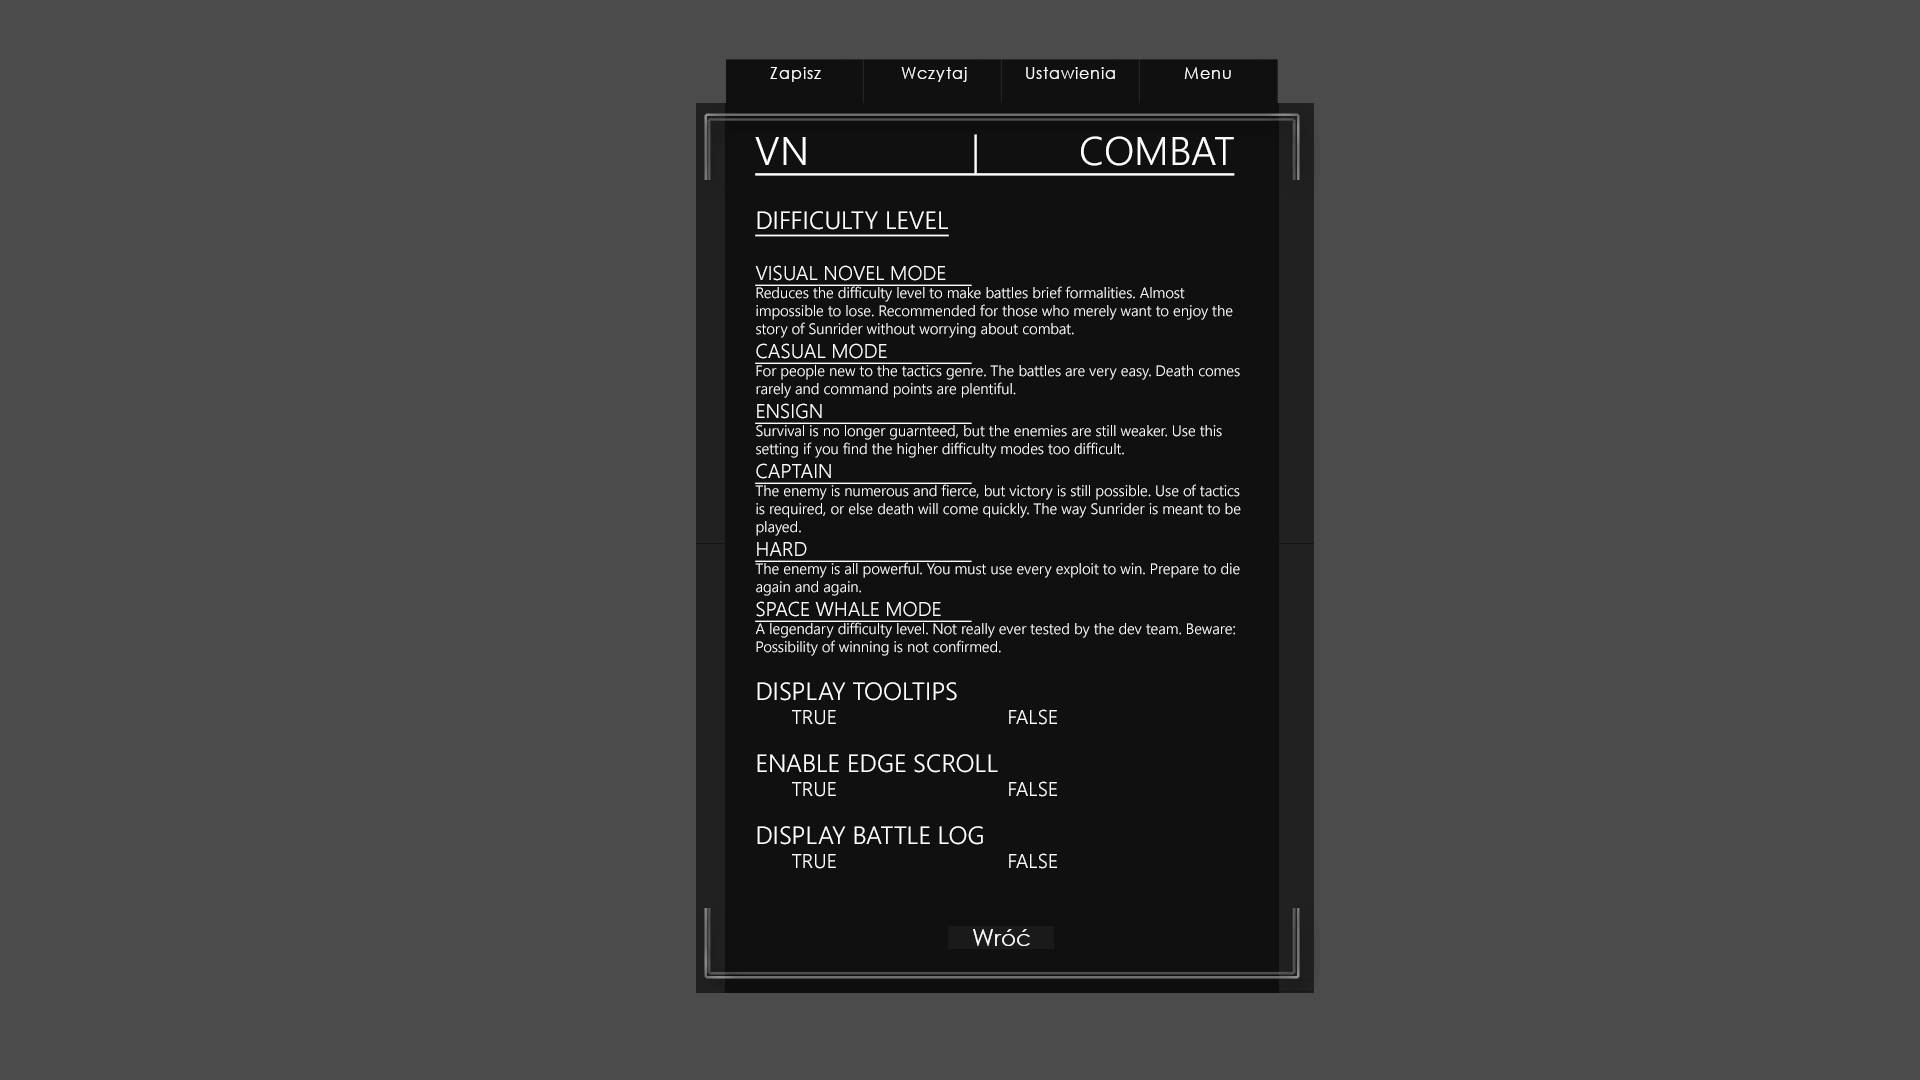 Zapisz Wczytaj Ustawienia Menu
VN | COMBAT
DIFFICULTY LEVEL
VISUAL NOVEL MODE
Reduces the difficulty level to make battles brief formalities. Almost
impossible to lose. Recommended for those who merely want to enjoy the
story of Sunrider without worrying about combat.
CASUAL MODE
For people new to the tactics genre. The battles are very easy. Death comes
rarely and command points are plentiful.
ENSIGN
Survival is no longer guarnteed, but the enemies are still weaker. Use this
setting if you find the higher difficulty modes too difficult.
CAPTAIN
The enemy is numerous and fierce, but victory is still possible. Use of tactics
is required, or else death will come quickly. The way Sunrider is meant to be
played.
HARD
The enemy is all powerful. You must use every exploit to win. Prepare to die
again and again.
SPACE WHALE MODE
A legendary difficulty level. Not really ever tested by the dev team. Beware:
Possibility of winning is not confirmed.
DISPLAY TOOLTIPS
TRUE FALSE
ENABLE EDGE SCROLL
TRUE FALSE
DISPLAY BATTLE LOG
TRUE FALSE
Wróć